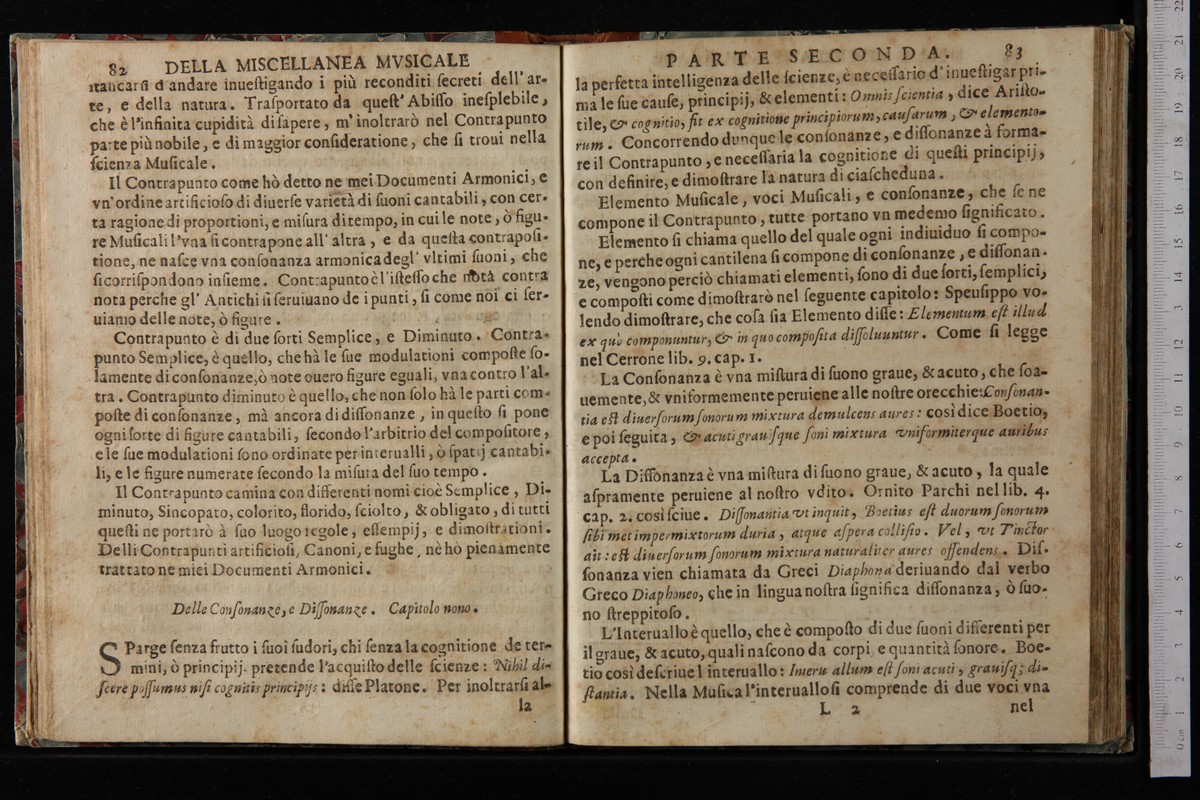 82 DELLA MISCELLANEA MVSICALE
ſtancarſi d'andare inueſtigando i più reconditi ſecreti dell' ar-
te, e della natura. Traſportato da queſt' Abiſſo ineſplebile,
che è l'infinita cupidità di ſapere, m' inoltrarò nel Contrapunto
parte più nobile, e di maggior conſideratione, che ſi troui nella
ſcienza Muſicale.
Il Contrapunto come hò detto ne mei Documenti Armonici, e
vn' ordine artificioſo di diuerſe varietà di ſuoni cantabili, con cer-
ta ragione di proportioni, e miſura di tempo, in cui le note, ò figu-
re Muſicali l'vna ſi contrapone all' altra, e da queſta contrapoſi-
tione, ne naſce vna conſonanza armonica degl' vltimi ſuoni, che
ſi corriſpondono inſieme. Contrapunto è l'iſteſſo che nota contra
nota perche gl' Antichi ſi ſeruiuano de i punti, ſi come noi ci ſer-
uiamo delle note, ò figure.
Contrapunto è di due ſorti Semplice, e Diminuto. Contra-
punto Semplice, è quello, che hà le ſue modulationi compoſte ſo-
lamente di conſonanze, ò note ouero figure eguali, vna contro l'al-
tra. Contrapunto diminuto è quello, che non ſolo hà le parti com-
poſte di conſonanze, mà ancora di diſſonanze, in queſto ſi pone
ogni ſorte di figure cantabili, ſecondo l'arbitrio del compoſitore,
e le ſue modulationi ſono ordinate per interualli, ò ſpatij cantabi-
li, e le figure numerate ſecondo la miſura del ſuo tempo.
Il Contrapunto camina con differenti nomi cioè Semplice, Di-
minuto, Sincopato, colorito, florido, ſciolto, & obligato, di tutti
queſti ne portarò à ſuo luogo regole, eſſempij, e dimoſtrationi.
Delli Contrapunti artificioſi, Canoni, e fughe, nè hò pienamente
trattato ne miei Documenti Armonici.
Delle Conſonanze, e Diſſonanze. Capitolo nono.
SParge ſenza frutto i ſuoi ſudori, chi ſenza la cognitione de ter-
mini, ò principij. pretende l'acquiſto delle ſcienze: Nihil di-
ſcere poſſumus niſi cognitis principijs: diſſe Platone. Per inoltrarſi al-
la
PARTE SECONDA. 83
la perfetta intelligenza delle ſcienze, è neceſſario d' inueſtigar pri-
ma le ſue cauſe, principij, & elementi: Omnis ſcientia, dice Ariſto-
tile, & cognitio, fit ex cognitione principiorum, cauſarum, & elemento-
rum. Concorrendo dunque le conſonanze, e diſſonanze à forma-
re il Contrapunto, e neceſſaria la cognitione di queſti principij,
con definire, e dimoſtrare la natura di ciaſcheduna.
Elemento Muſicale, voci Muſicali, e conſonanze, che ſe ne
compone il Contrapunto, tutte portano vn medemo ſignificato.
Elemento ſi chiama quello del quale ogni indiuiduo ſi compo-
ne, e perche ogni cantilena ſi compone di conſonanze, e diſſonan-
ze, vengono perciò chiamati elementi, ſono di due ſorti, ſemplici,
e compoſti come dimoſtrarò nel ſeguente capitolo: Speuſippo vo-
lendo dimoſtrare, che coſa ſia Elemento diſſe: Elementum eſt illud
ex quo componuntur, & in quo compoſita diſſoluuntur. Come ſi legge
nel Cerrone lib. 9. cap. 1.
La Conſonanza è vna miſtura di ſuono graue, & acuto, che ſoa-
uemente, & vniformemente peruiene alle noſtre orecchie: Conſonan-
tia eſt diuerſorum ſonorum mixtura demulcens aures: così dice Boetio,
e poi ſeguita, & acuti grauiſque ſoni mixtura vniformiterque auribus
accepta.
La Diſſonanza è vna miſtura di ſuono graue, & acuto, la quale
aſpramente peruiene al noſtro vdito. Ornito Parchi nel lib. 4.
cap. 2. così ſciue. Diſſonantia vt inquit, Boetius eſt duorum ſonorum
ſibi met impermixtorum duria, atque aſpera colliſio. Vel, vt Tinctor
ait: eſt diuerſorum ſonorum mixtura naturaliter aures offendens. Diſ-
ſonanza vien chiamata da Greci Diaphona deriuando dal verbo
Greco Diaphoneo, che in lingua noſtra ſignifica diſſonanza, ò ſuo-
no ſtreppitoſo.
L'Interuallo è quello, che è compoſto di due ſuoni differenti per
il graue, & acuto, quali naſcono da corpi, e quantità ſonore. Boe-
tio così deſcriue l interuallo: Interu allum eſt ſoni acuti, grauiſq; di-
ſtantia. Nella Muſica l'interuallo ſi comprende di due voci vna
L 2 nel